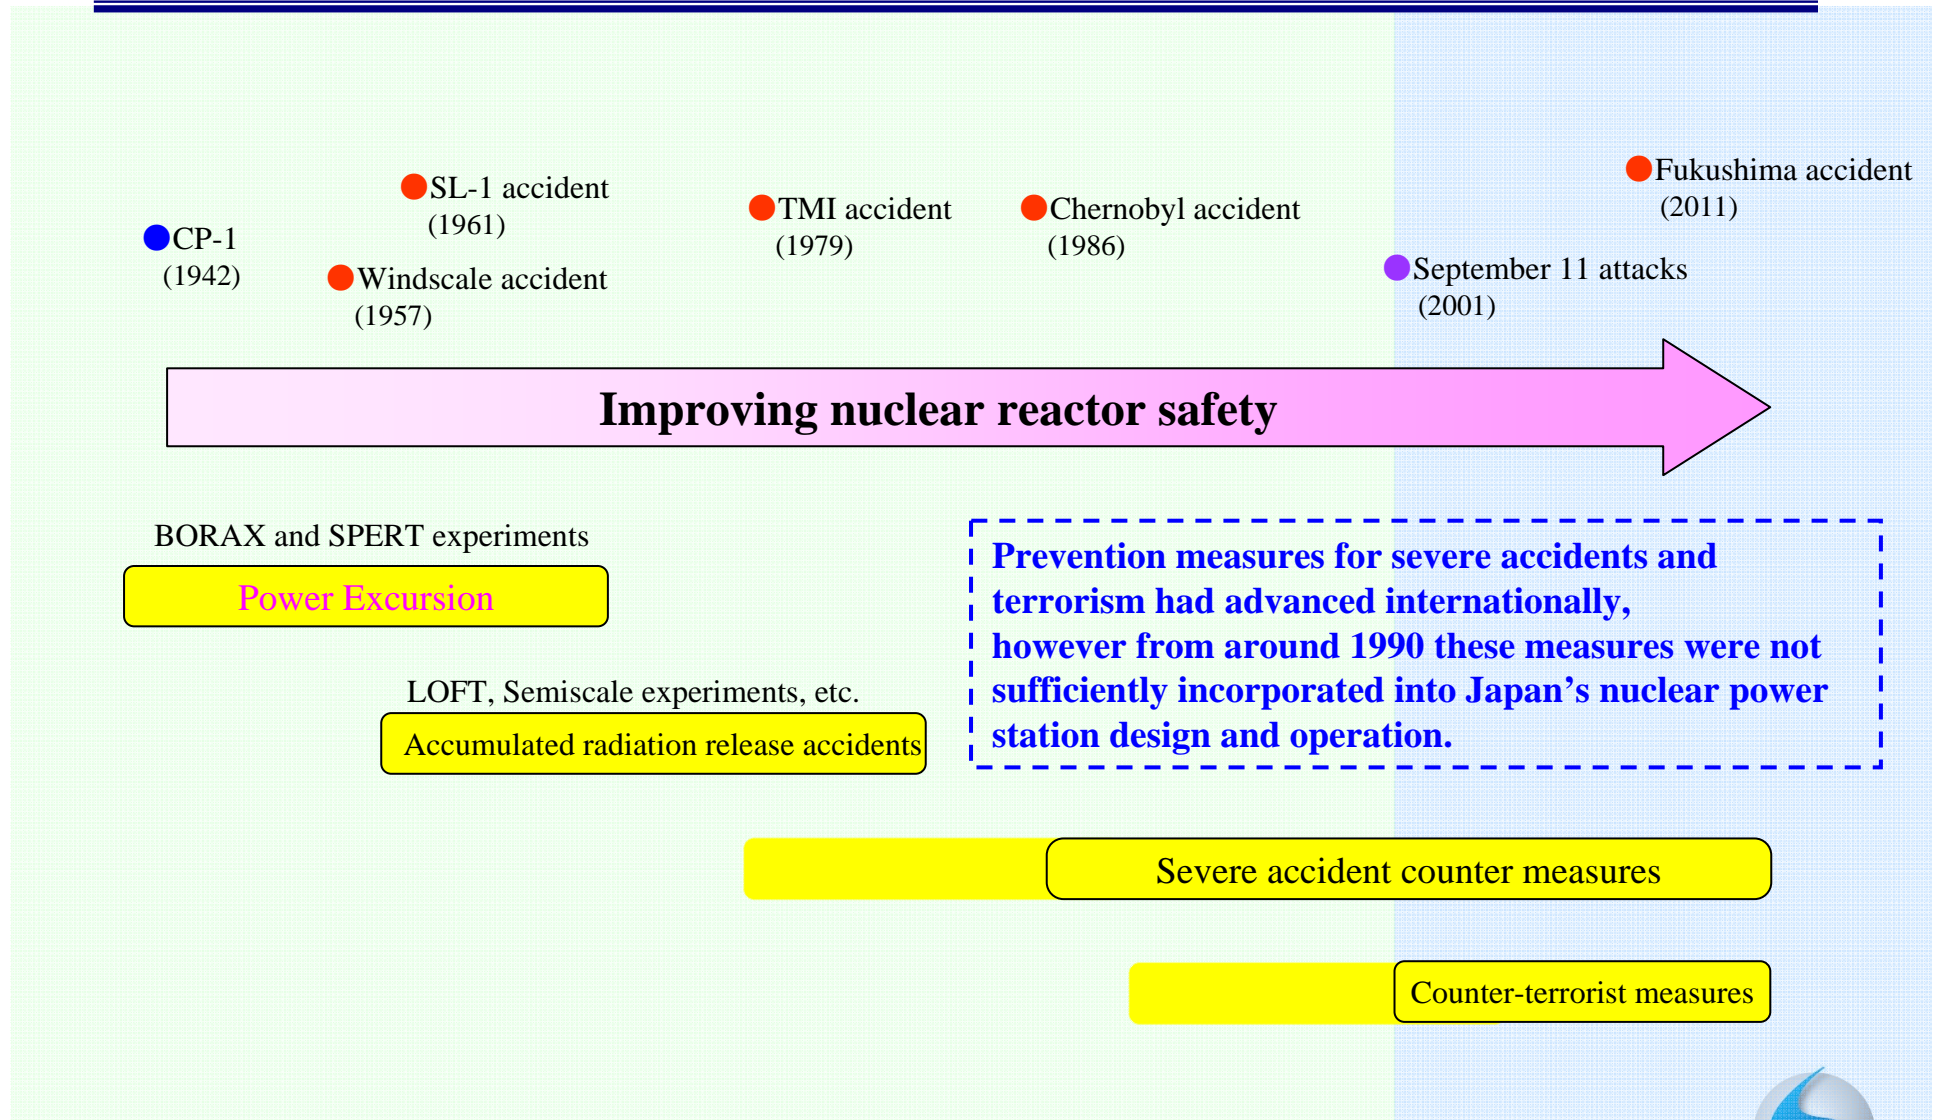 SL-1 accident
(1961)
CP-1
(1942)
Windscale accident
(1957)
TMI accident
(1979)
Chernobyl accident
(1986)
Fukushima accident
(2011)
September 11 attacks
(2001)
Improving nuclear reactor safety
BORAX and SPERT experiments
Power Excursion
LOFT, Semiscale experiments, etc.
Accumulated radiation release accidents
Prevention measures for severe accidents and
terrorism had advanced internationally,
however from around 1990 these measures were not
sufficiently incorporated into Japan’s nuclear power
station design and operation.
Severe accident counter measures
Counter-terrorist measures